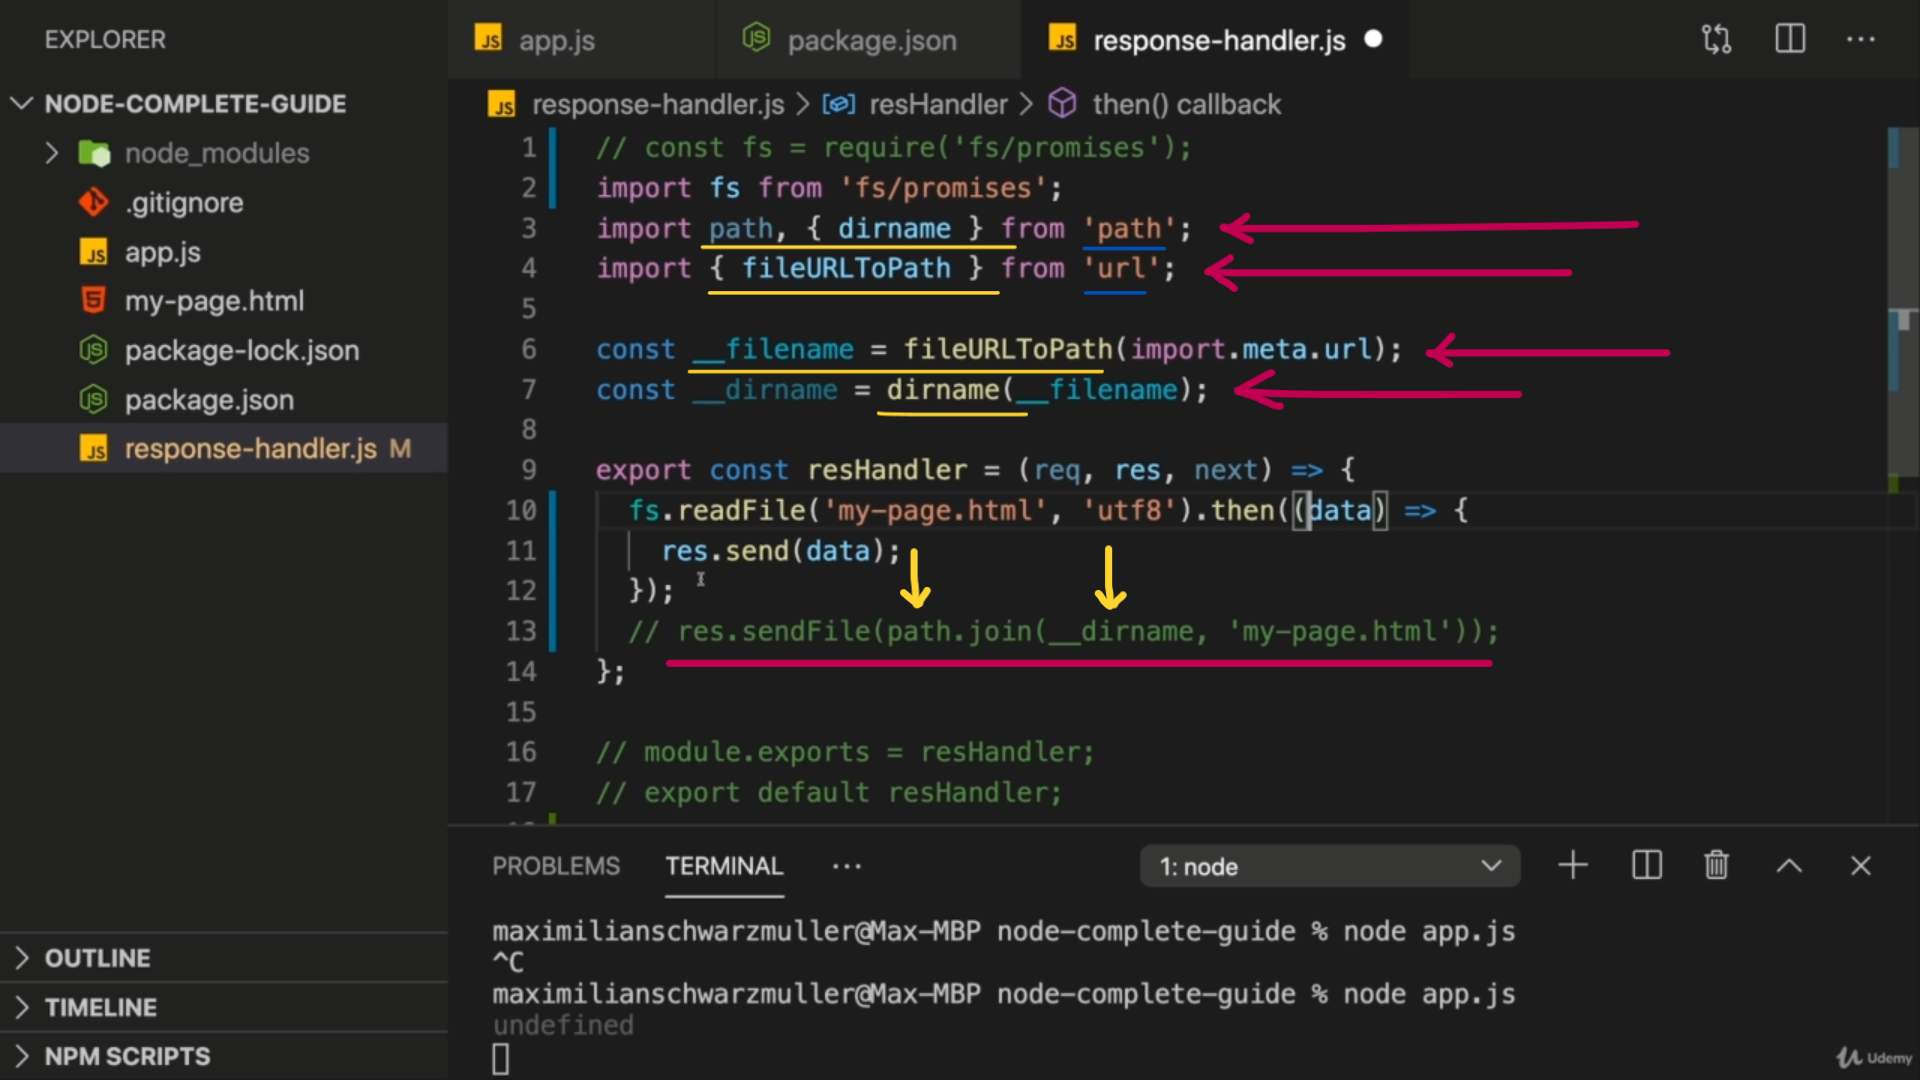 EXPLORER
NODE-COMPLETE-GUIDE
node_modules
.gitignore
app.js
my-page.html
package-lock.json
package.json
response-handler.js M
OUTLINE
TIMELINE
NPM SCRIPTS
JS app.js
JS package.json
JS response-handler.js
JS response-handler.js > resHandler > then() callback
1 // const fs = require('fs/promises');
2 import fs from 'fs/promises';
3 import path, { dirname } from 'path';
4 import { fileURLToPath } from 'url';
5
6 const __filename = fileURLToPath(import.meta.url);
7 const __dirname = dirname(__filename);
8
9 export const resHandler = (req, res, next) => {
10 fs.readFile('my-page.html', 'utf8').then((data) => {
11 res.send(data);
12 });
13 // res.sendFile(path.join(__dirname, 'my-page.html'));
14 };
15
16 // module.exports = resHandler;
17 // export default resHandler;
PROBLEMS TERMINAL ··· 1: node
maximilianschwarzmuller@Max-MBP node-complete-guide % node app.js
^C
maximilianschwarzmuller@Max-MBP node-complete-guide % node app.js
undefined
Udemy